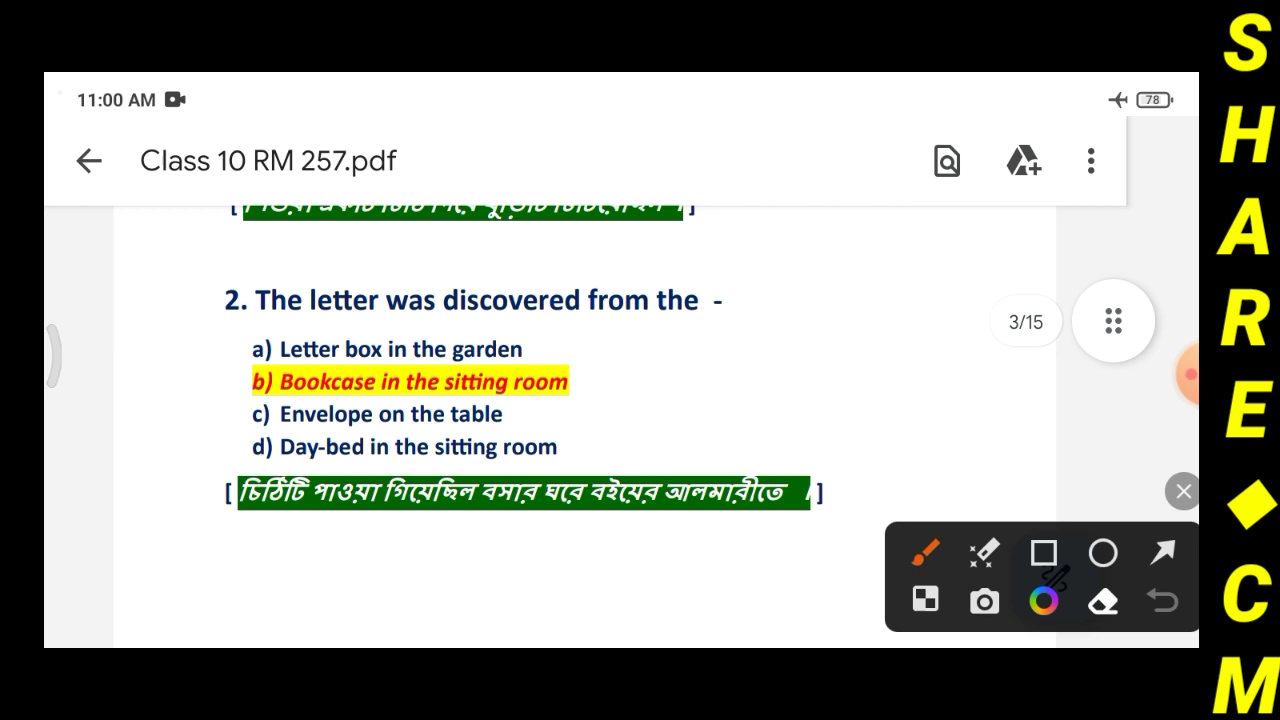 11:00 AM
78
Class 10 RM 257.pdf
2. The letter was discovered from the -
3/15
a) Letter box in the garden
b) Bookcase in the sitting room
c) Envelope on the table
d) Day-bed in the sitting room
[ চিঠিটি পাওয়া গিয়েছিল বসার ঘরে বইয়ের আলমারীতে । ]
SHARE◆CM